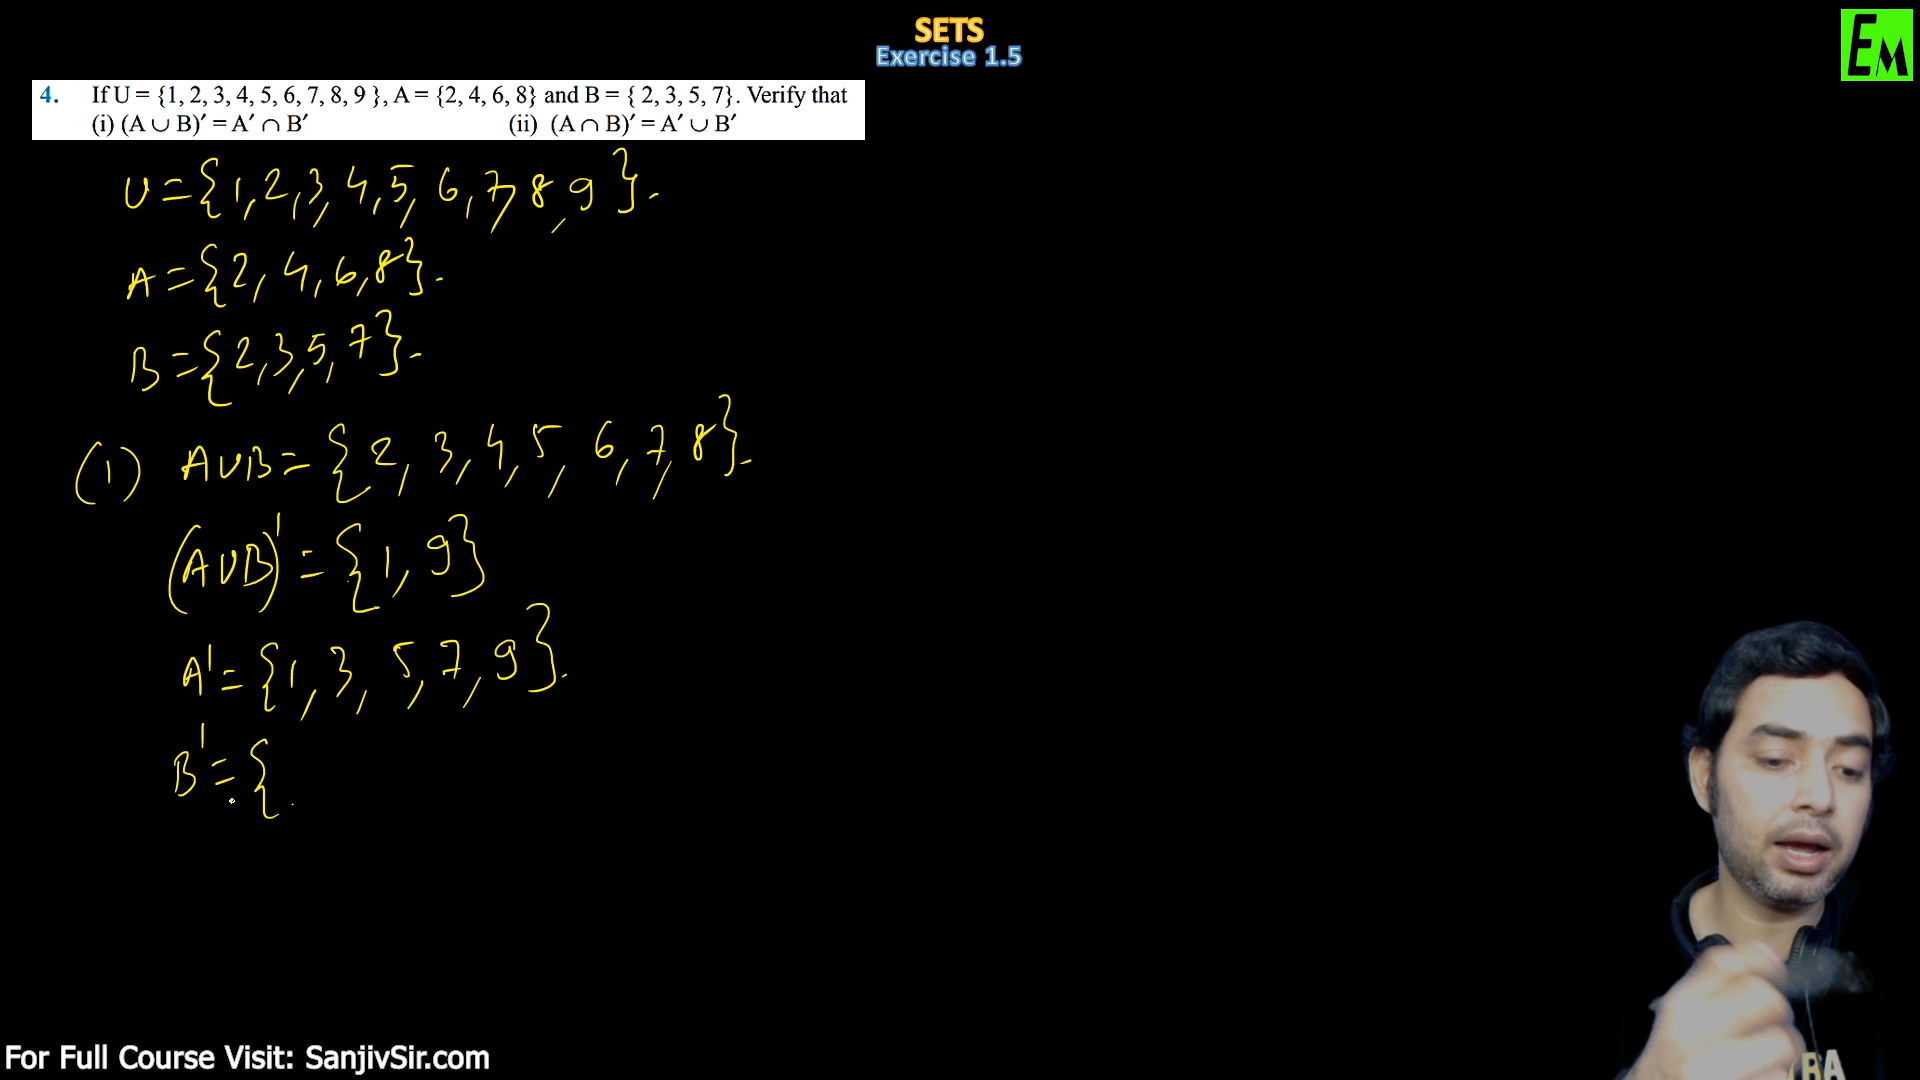 SETS
Exercise 1.5
EM
4. If U = {1, 2, 3, 4, 5, 6, 7, 8, 9 }, A = {2, 4, 6, 8} and B = { 2, 3, 5, 7}. Verify that
(i) (A ∪ B)′ = A′ ∩ B′ (ii) (A ∩ B)′ = A′ ∪ B′
U = {1, 2, 3, 4, 5, 6, 7, 8, 9}.
A = {2, 4, 6, 8}.
B = {2, 3, 5, 7}.
(1) A∪B = {2, 3, 4, 5, 6, 7, 8}.
(A∪B)' = {1, 9}
A' = {1, 3, 5, 7, 9}.
B' = {
For Full Course Visit: SanjivSir.com